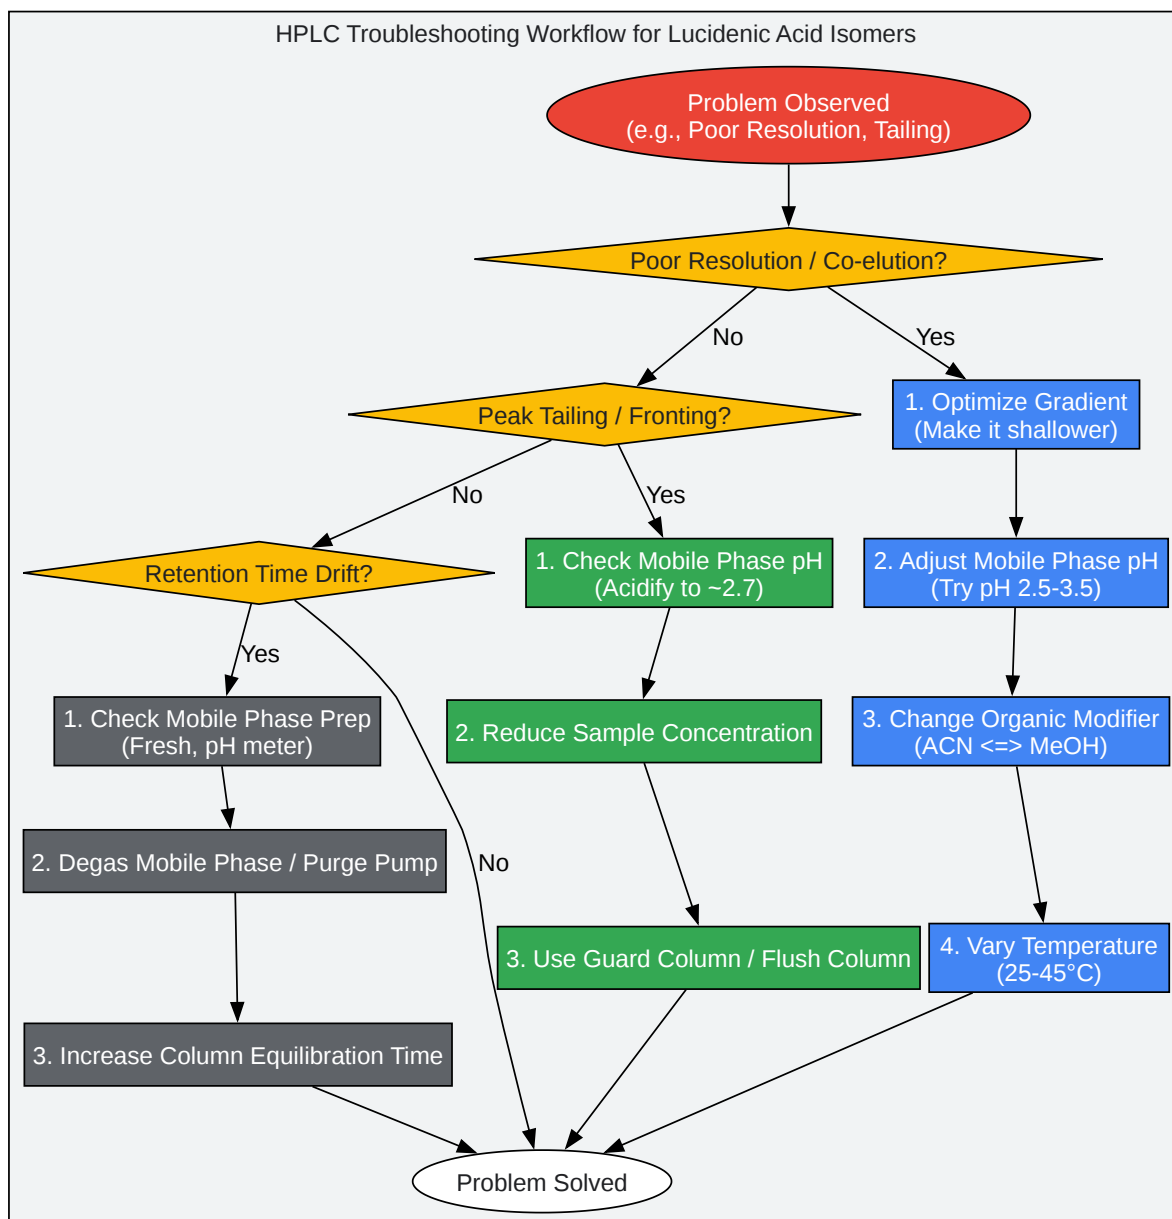 HPLC Troubleshooting Workflow for Lucidenic Acid Isomers
Problem Observed
(e.g., Poor Resolution, Tailing)
Poor Resolution / Co-elution?
No
Yes
Peak Tailing / Fronting?
1. Optimize Gradient
(Make it shallower)
No
Yes
Retention Time Drift?
1. Check Mobile Phase pH
(Acidify to ~2.7)
2. Adjust Mobile Phase pH
(Try pH 2.5-3.5)
Yes
1. Check Mobile Phase Prep
(Fresh, pH meter)
2. Reduce Sample Concentration
3. Change Organic Modifier
(ACN <=> MeOH)
2. Degas Mobile Phase / Purge Pump
No
3. Use Guard Column / Flush Column
4. Vary Temperature
(25-45°C)
3. Increase Column Equilibration Time
Problem Solved